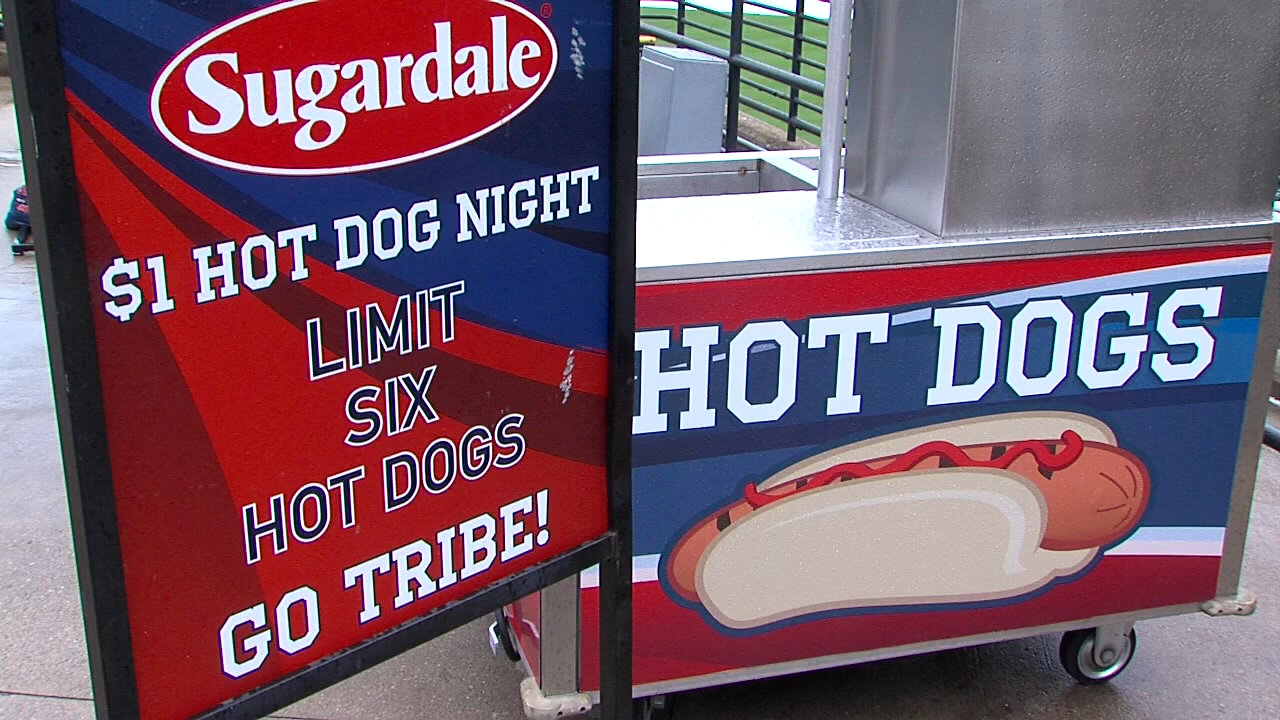 Sugardale®
$1 HOT DOG NIGHT
LIMIT
SIX
HOT DOGS
GO TRIBE!
HOT DOGS